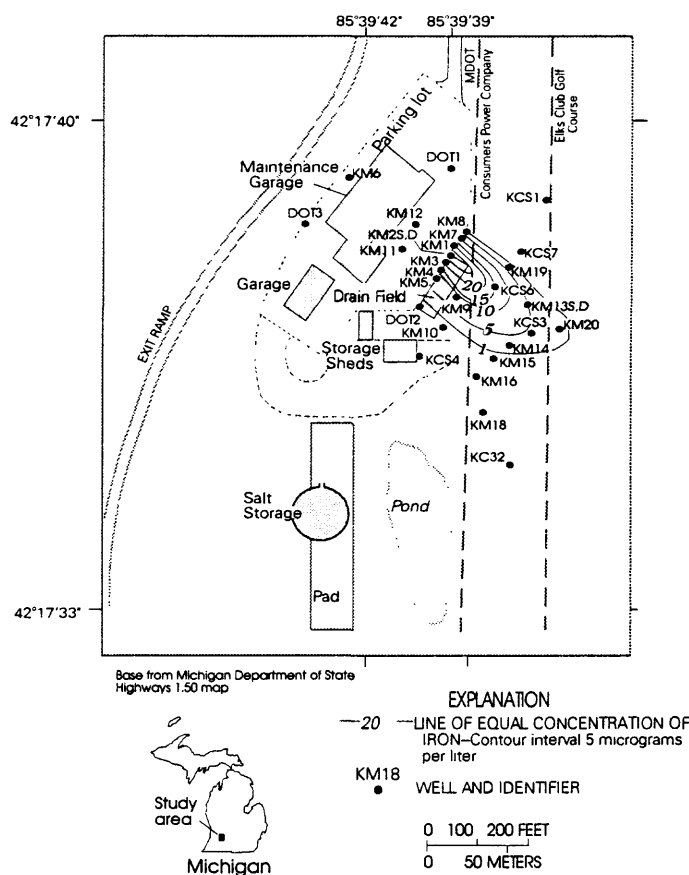 85°39'42" 85°39'39"
42°17'40"
MDOT
Consumers Power Company
Elks Club Golf
Course
Parking lot
Maintenance
Garage
KM6
DOT1
KCS1
DOT3
KM12
KM8
KM7
KM2S,D
KM1
KM11
KM3
KM4
KM5
KCS7
KM19
Garage
20
KCS6
15
Drain Field
10
KM9
KM13S,D
DOT2
KM10
5
KCS3
KM20
Storage
Sheds
KCS4
1
KM14
KM15
KM16
KM18
KC32
EXIT RAMP
Salt
Storage
Pond
Pad
42°17'33"
Base from Michigan Department of State
Highways 1.50 map
EXPLANATION
—20 —LINE OF EQUAL CONCENTRATION OF
IRON—Contour interval 5 micrograms
per liter
KM18
WELL AND IDENTIFIER
Study
area
Michigan
0 100 200 FEET
0 50 METERS